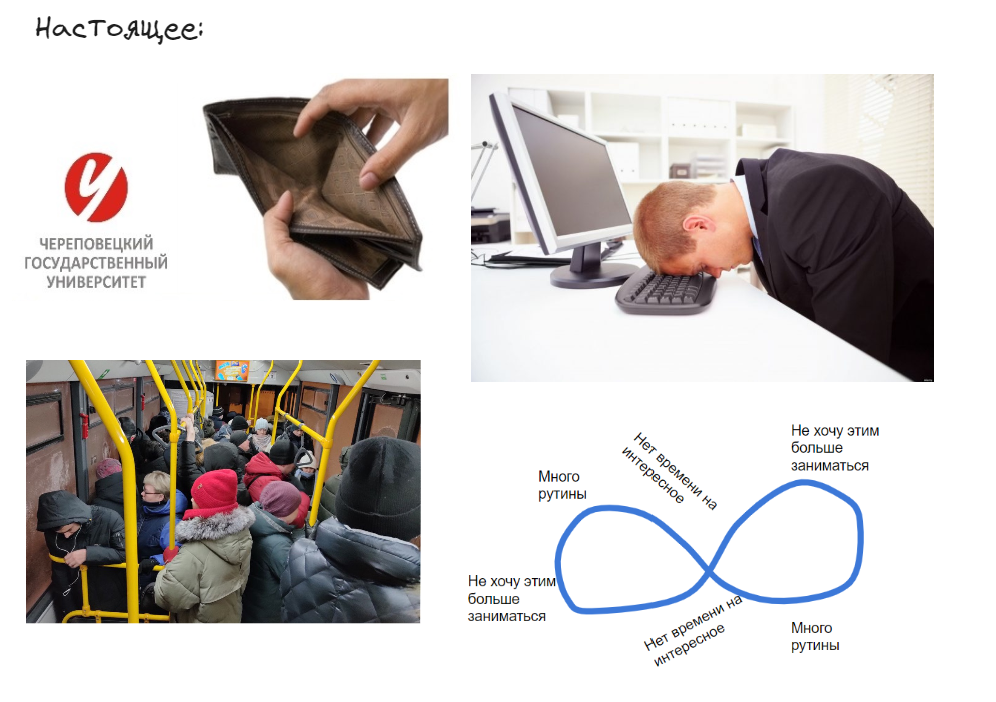 Настоящее:
ЧЕРЕПОВЕЦКИЙ
ГОСУДАРСТВЕННЫЙ
УНИВЕРСИТЕТ
Нет времени на
интересное
Не хочу этим
больше
заниматься
Много
рутины
Не хочу этим
больше
заниматься
Нет времени на
интересное
Много
рутины